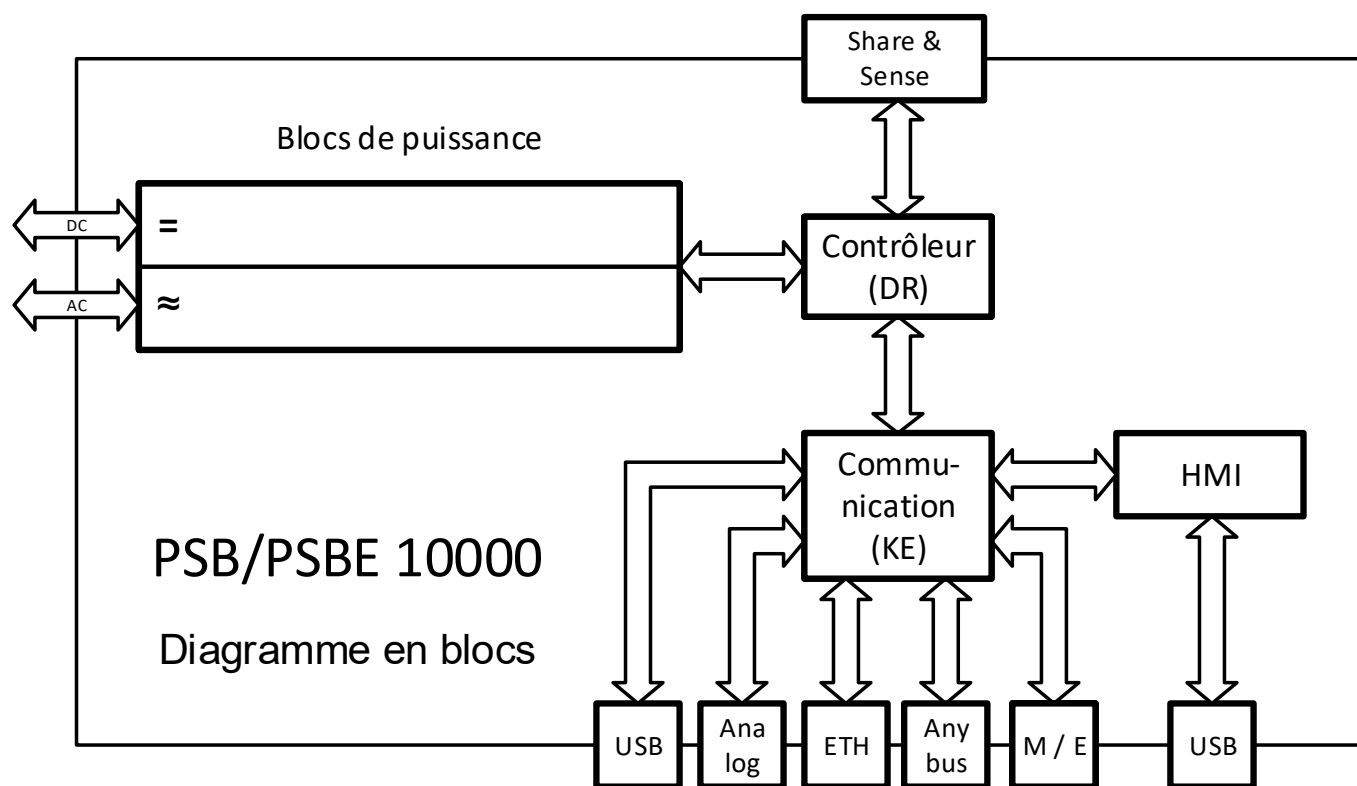 Share &
Sense
Blocs de puissance
DC
=
AC
≈
Contrôleur
(DR)
Commu-
nication
(KE)
HMI
PSB/PSBE 10000
Diagramme en blocs
USB
Ana
log
ETH
Any
bus
M / E
USB